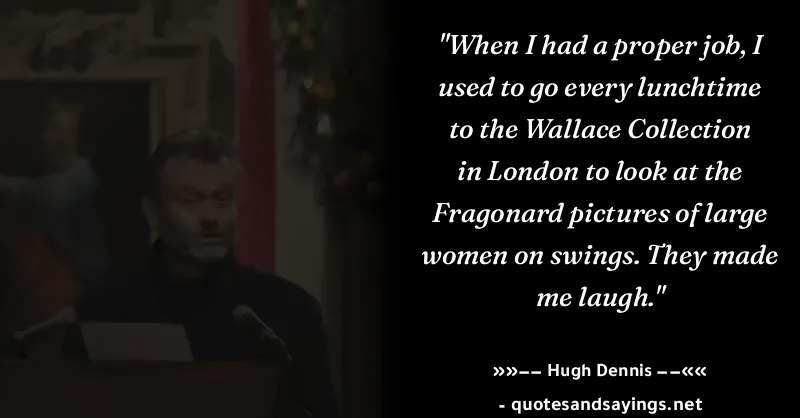 "When I had a proper job, I
used to go every lunchtime
to the Wallace Collection
in London to look at the
Fragonard pictures of large
women on swings. They made
me laugh."
»»−− Hugh Dennis −−««
- quotesandsayings.net